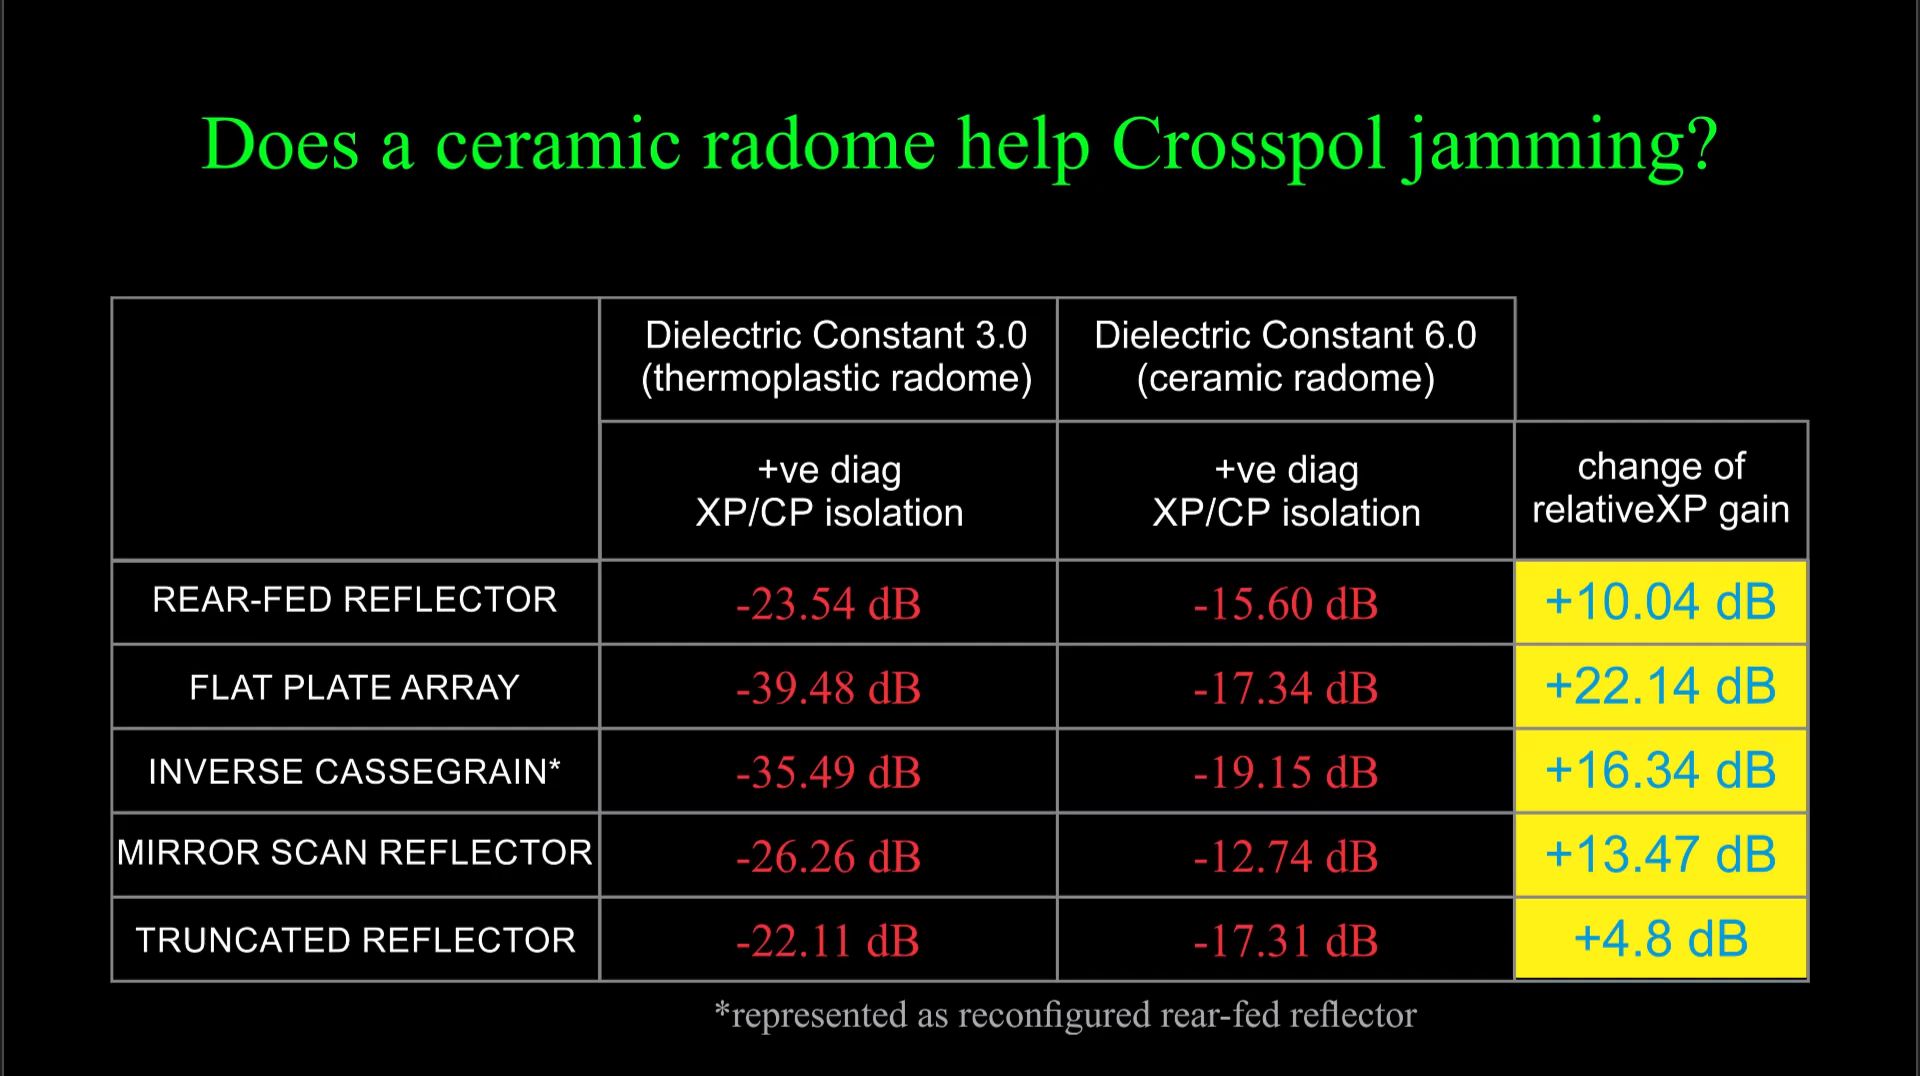 Does a ceramic radome help Crosspol jamming?
Dielectric Constant 3.0
(thermoplastic radome)
Dielectric Constant 6.0
(ceramic radome)
+ve diag
XP/CP isolation
+ve diag
XP/CP isolation
change of
relativeXP gain
REAR-FED REFLECTOR
-23.54 dB
-15.60 dB
+10.04 dB
FLAT PLATE ARRAY
-39.48 dB
-17.34 dB
+22.14 dB
INVERSE CASSEGRAIN*
-35.49 dB
-19.15 dB
+16.34 dB
MIRROR SCAN REFLECTOR
-26.26 dB
-12.74 dB
+13.47 dB
TRUNCATED REFLECTOR
-22.11 dB
-17.31 dB
+4.8 dB
*represented as reconfigured rear-fed reflector